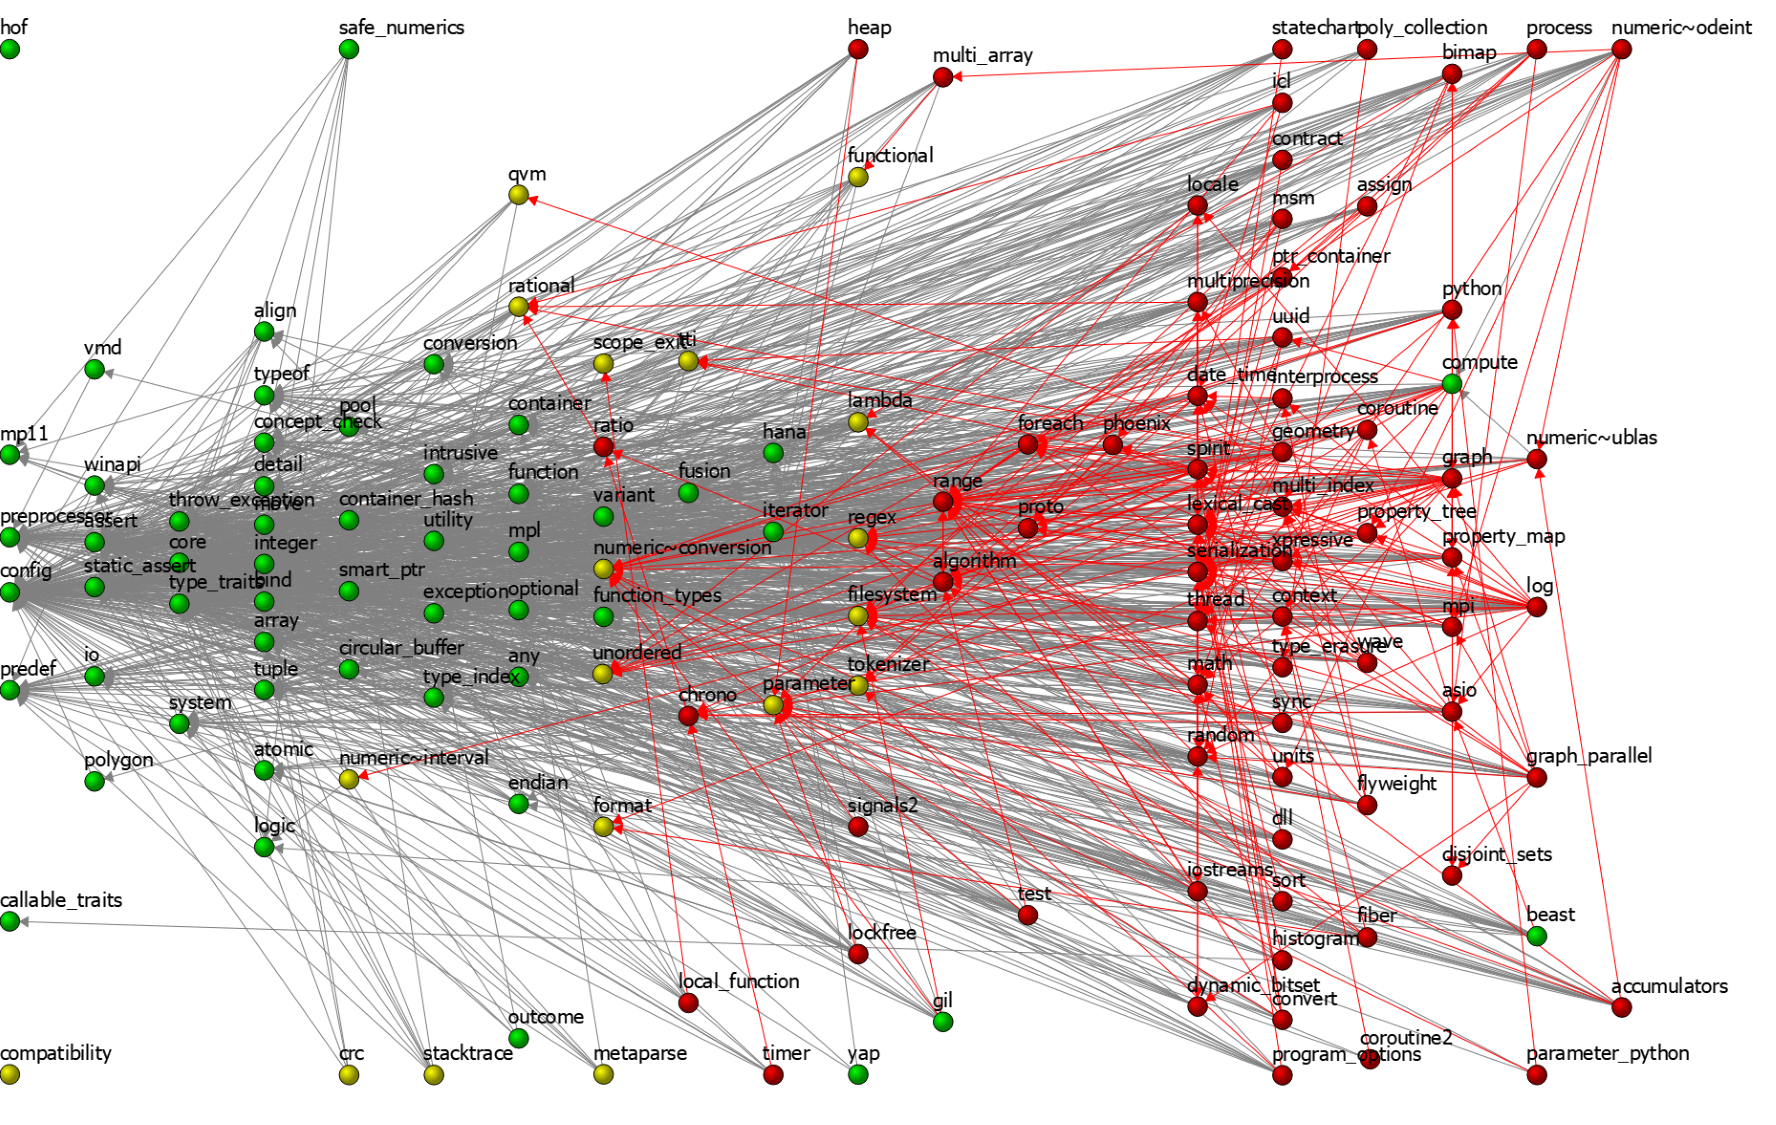 hof
safe_numerics
heap
statechart
poly_collection
process
numeric~odeint
multi_array
bimap
icl
contract
functional
qvm
locale
msm
assign
ptr_container
multiprecision
rational
python
align
uuid
vmd
conversion
scope_exit
tti
compute
typeof
date_time
interprocess
pool
container
lambda
coroutine
concept_check
ratio
foreach
phoenix
mp11
hana
geometry
numeric~ublas
winapi
detail
intrusive
function
fusion
spirit
graph
range
multi_index
throw_exception
move
container_hash
variant
lexical_cast
property_tree
preprocessor
assert
utility
mpl
iterator
regex
proto
core
integer
numeric~conversion
serialization
xpressive
property_map
config
static_assert
type_traits
bind
smart_ptr
exception
optional
function_types
algorithm
filesystem
thread
context
log
mpi
array
circular_buffer
any
unordered
wave
type_erasure
predef
io
tuple
type_index
tokenizer
math
parameter
chrono
asio
system
sync
random
polygon
atomic
numeric~interval
units
graph_parallel
endian
format
signals2
flyweight
logic
dll
disjoint_sets
iostreams
sort
callable_traits
test
fiber
beast
lockfree
histogram
local_function
dynamic_bitset
convert
accumulators
gil
outcome
coroutine2
compatibility
crc
stacktrace
metaparse
timer
yap
program_options
parameter_python